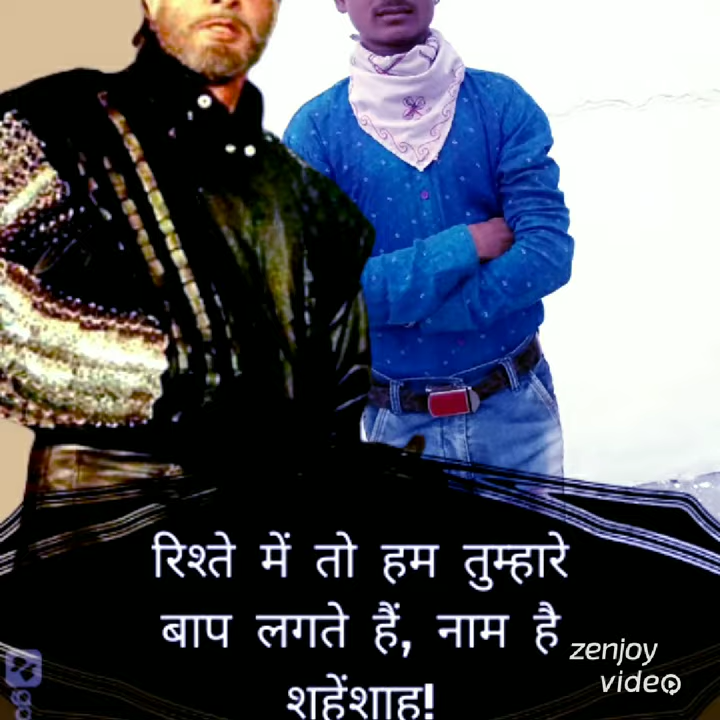 रिश्ते में तो हम तुम्हारे
बाप लगते हैं, नाम है
शहेंशाह!
zenjoy
video